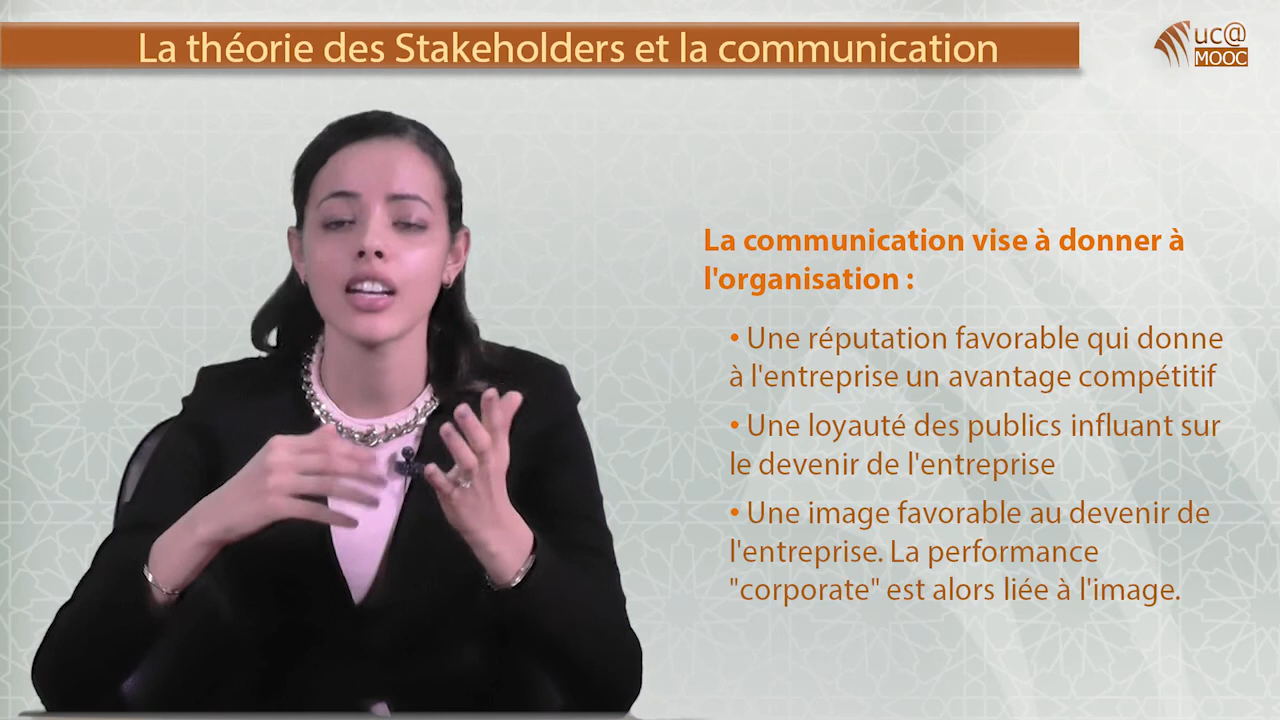 La théorie des Stakeholders et la communication
uc@
MOOC
La communication vise à donner à
l'organisation :
• Une réputation favorable qui donne
à l'entreprise un avantage compétitif
• Une loyauté des publics influant sur
le devenir de l'entreprise
• Une image favorable au devenir de
l'entreprise. La performance
"corporate" est alors liée à l'image.